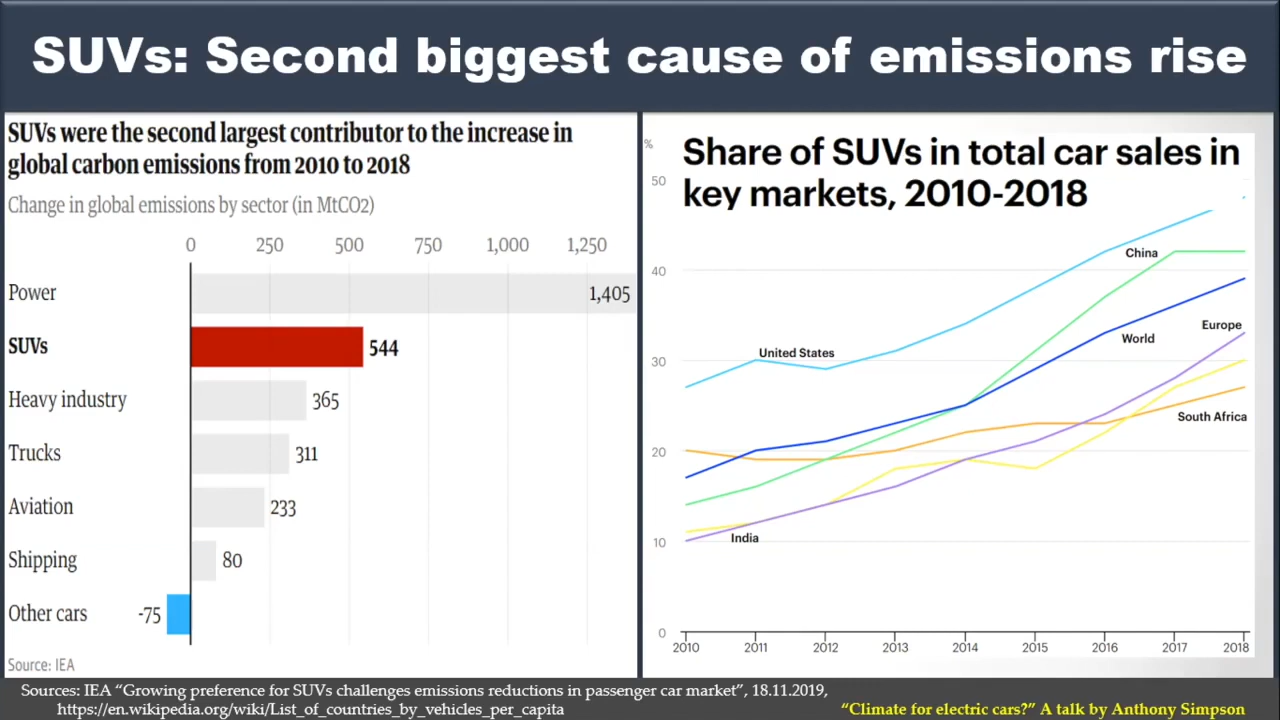 SUVs: Second biggest cause of emissions rise
SUVs were the second largest contributor to the increase in
global carbon emissions from 2010 to 2018
Change in global emissions by sector (in MtCO2)
0 250 500 750 1,000 1,250
Power 1,405
SUVs 544
Heavy industry 365
Trucks 311
Aviation 233
Shipping 80
Other cars -75
Source: IEA
%
Share of SUVs in total car sales in
key markets, 2010-2018
50
40
30
20
10
0
China
Europe
World
United States
South Africa
India
2010 2011 2012 2013 2014 2015 2016 2017 2018
Sources: IEA “Growing preference for SUVs challenges emissions reductions in passenger car market”, 18.11.2019,
https://en.wikipedia.org/wiki/List_of_countries_by_vehicles_per_capita
“Climate for electric cars?” A talk by Anthony Simpson